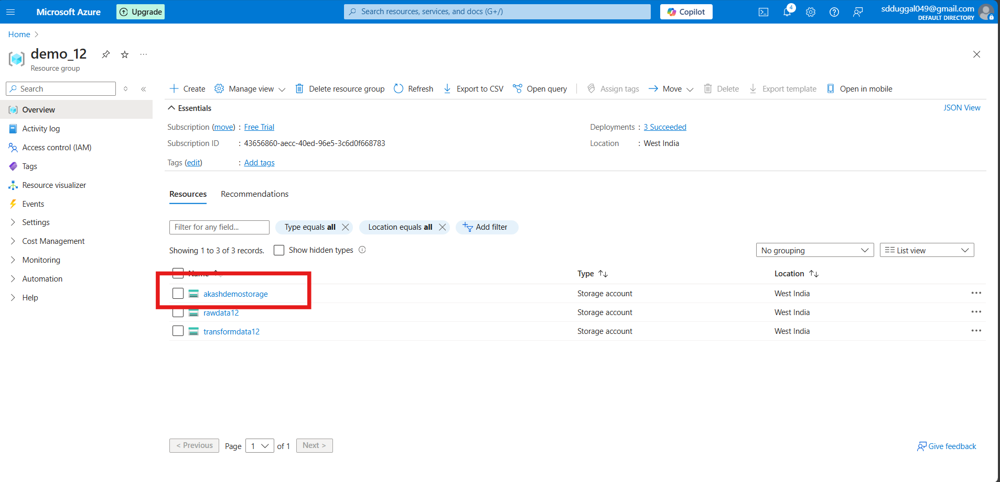 Microsoft Azure
Upgrade
Search resources, services, and docs (G+/)
Copilot
4
sdduggal049@gmail.com
DEFAULT DIRECTORY
Home
demo_12
Resource group
Search
Overview
Activity log
Access control (IAM)
Tags
Resource visualizer
Events
Settings
Cost Management
Monitoring
Automation
Help
Create
Manage view
Delete resource group
Refresh
Export to CSV
Open query
Assign tags
Move
Delete
Export template
Open in mobile
Essentials
JSON View
Subscription (move) : Free Trial
Subscription ID : 43656860-aecc-40ed-96e5-3c6d0f668783
Tags (edit) : Add tags
Deployments : 3 Succeeded
Location : West India
Resources
Recommendations
Filter for any field...
Type equals all
Location equals all
Add filter
Showing 1 to 3 of 3 records.
Show hidden types
No grouping
List view
Name Type Location
akashdemostorage Storage account West India
rawdata12 Storage account West India
transformdata12 Storage account West India
< Previous
Page 1 of 1
Next >
Give feedback